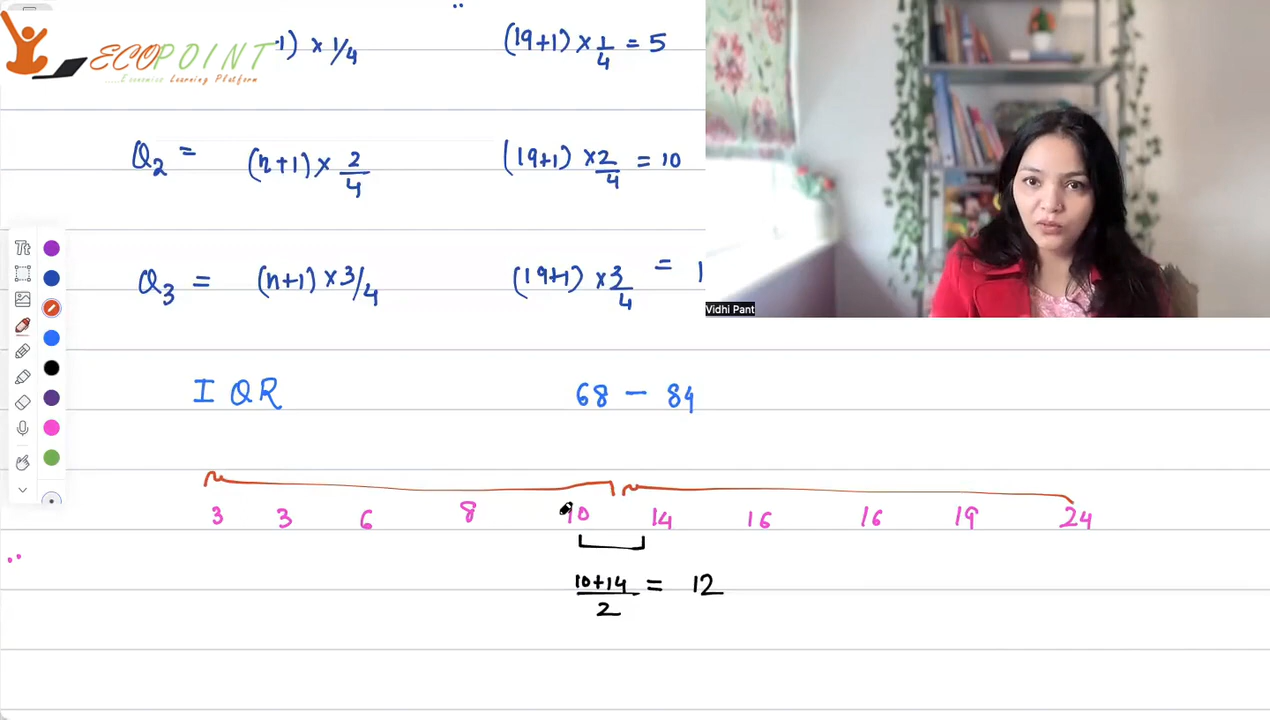 ECOPOINT
.....Economics Learning Platform
-1) × 1/4 (19+1) × 1/4 = 5
Q2 = (n+1) × 2/4 (19+1) × 2/4 = 10
Q3 = (n+1) × 3/4 (19+1) × 3/4 = 1
Vidhi Pant
IQR 68 - 84
3 3 6 8 10 14 16 16 19 24
10+14/2 = 12
Tt